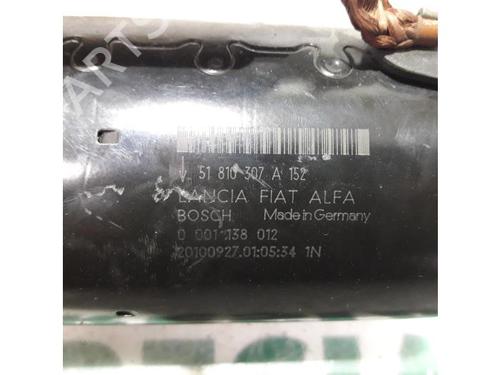 PARTS
V 51 810 307 A 152
LANCIA FIAT ALFA
BOSCH Made in Germany
0 001 138 012
20100927.01:05:34 1N